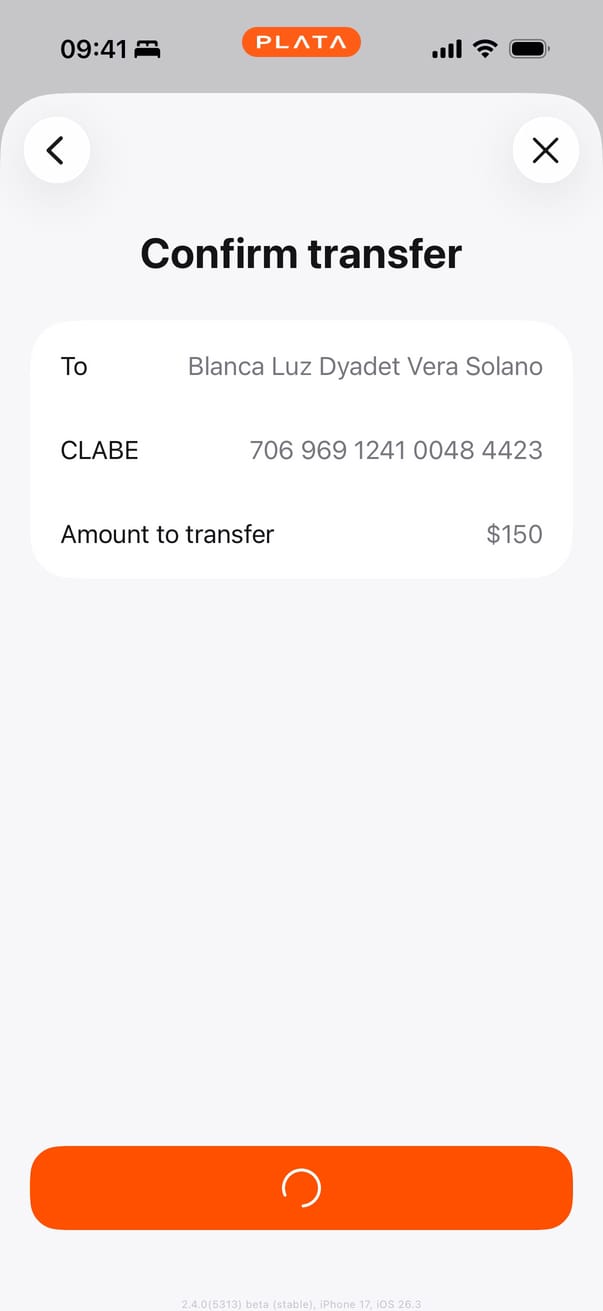 09:41
PLATA
Confirm transfer
To Blanca Luz Dyadet Vera Solano
CLABE 706 969 1241 0048 4423
Amount to transfer $150
2.4.0(5313) beta (stable), iPhone 17, iOS 26.3